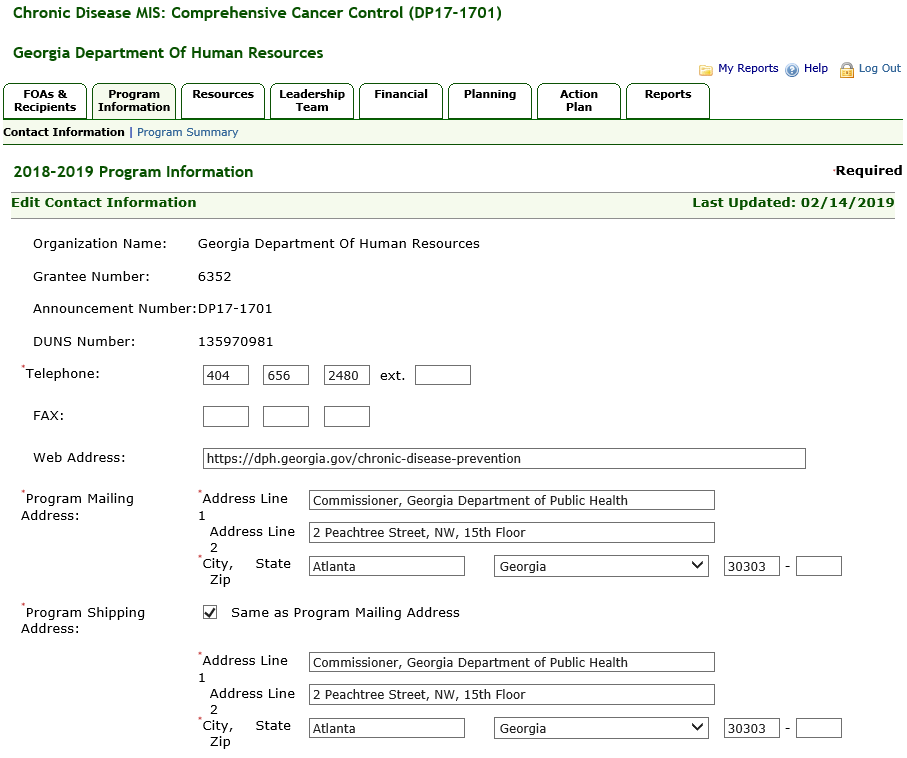 Chronic Disease MIS: Comprehensive Cancer Control (DP17-1701)
Georgia Department Of Human Resources
My Reports Help Log Out
FOAs & Recipients
Program Information
Resources
Leadership Team
Financial
Planning
Action Plan
Reports
Contact Information | Program Summary
2018-2019 Program Information *Required
Edit Contact Information Last Updated: 02/14/2019
Organization Name: Georgia Department Of Human Resources
Grantee Number: 6352
Announcement Number: DP17-1701
DUNS Number: 135970981
*Telephone: 404 656 2480 ext.
FAX:
Web Address: https://dph.georgia.gov/chronic-disease-prevention
*Program Mailing Address:
*Address Line 1 Commissioner, Georgia Department of Public Health
Address Line 2 2 Peachtree Street, NW, 15th Floor
*City, State Zip Atlanta Georgia 30303 -
*Program Shipping Address:
Same as Program Mailing Address
*Address Line 1 Commissioner, Georgia Department of Public Health
Address Line 2 2 Peachtree Street, NW, 15th Floor
*City, State Zip Atlanta Georgia 30303 -